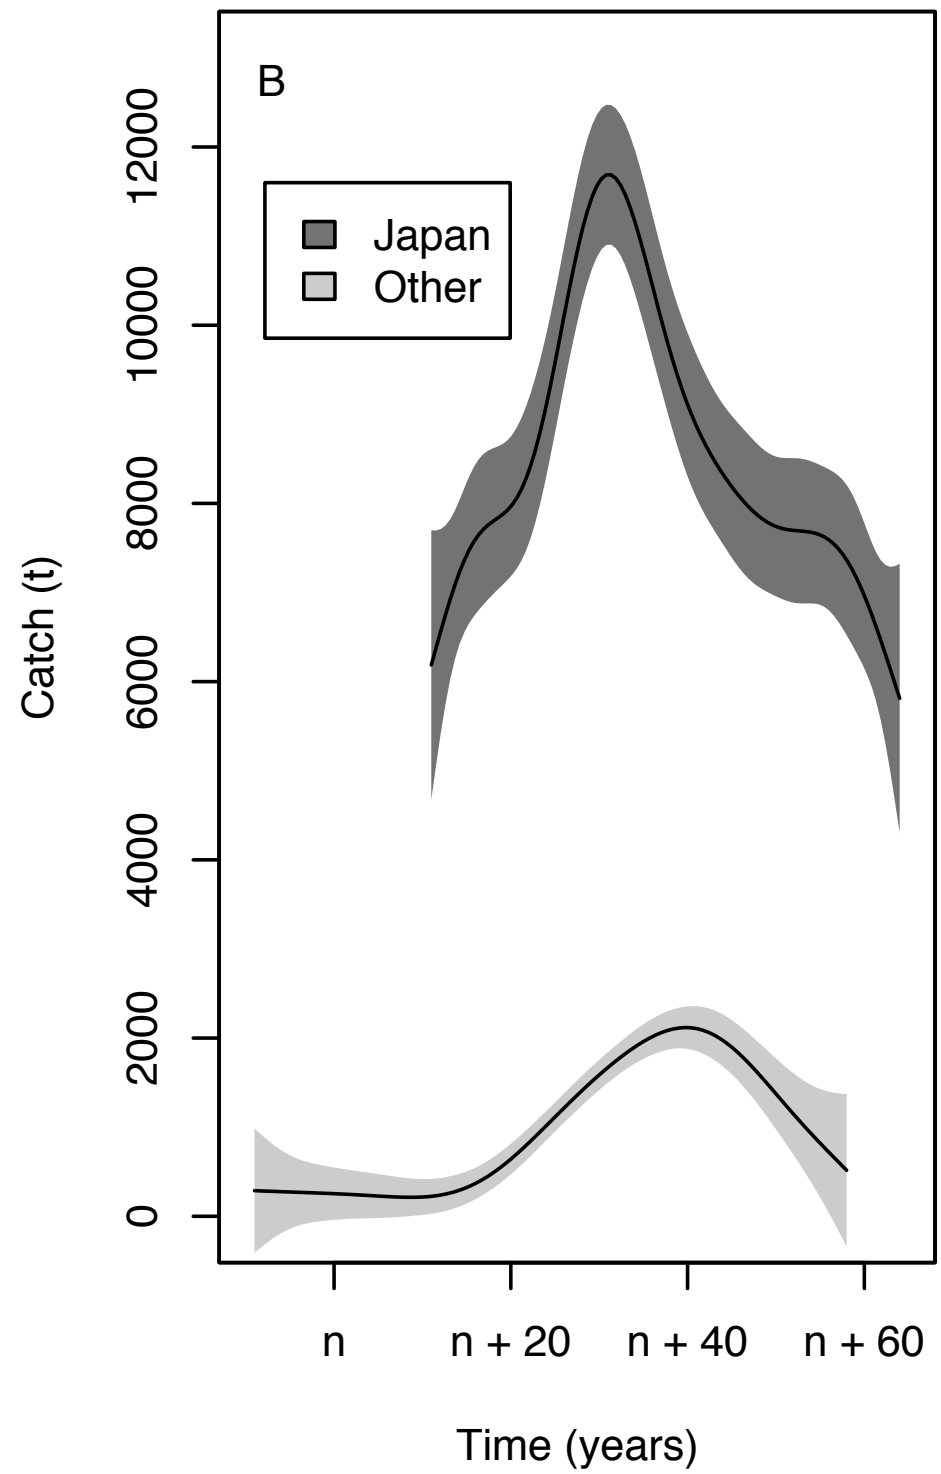 B
Japan
Other
12000
10000
8000
6000
4000
2000
0
Catch (t)
n
n + 20
n + 40
n + 60
Time (years)